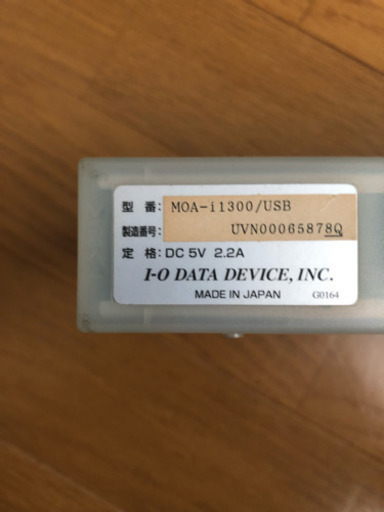 型 番: MOA-i1300/USB
製造番号: UVN00065878Q
定 格: DC 5V 2.2A
I-O DATA DEVICE, INC.
MADE IN JAPAN G0164